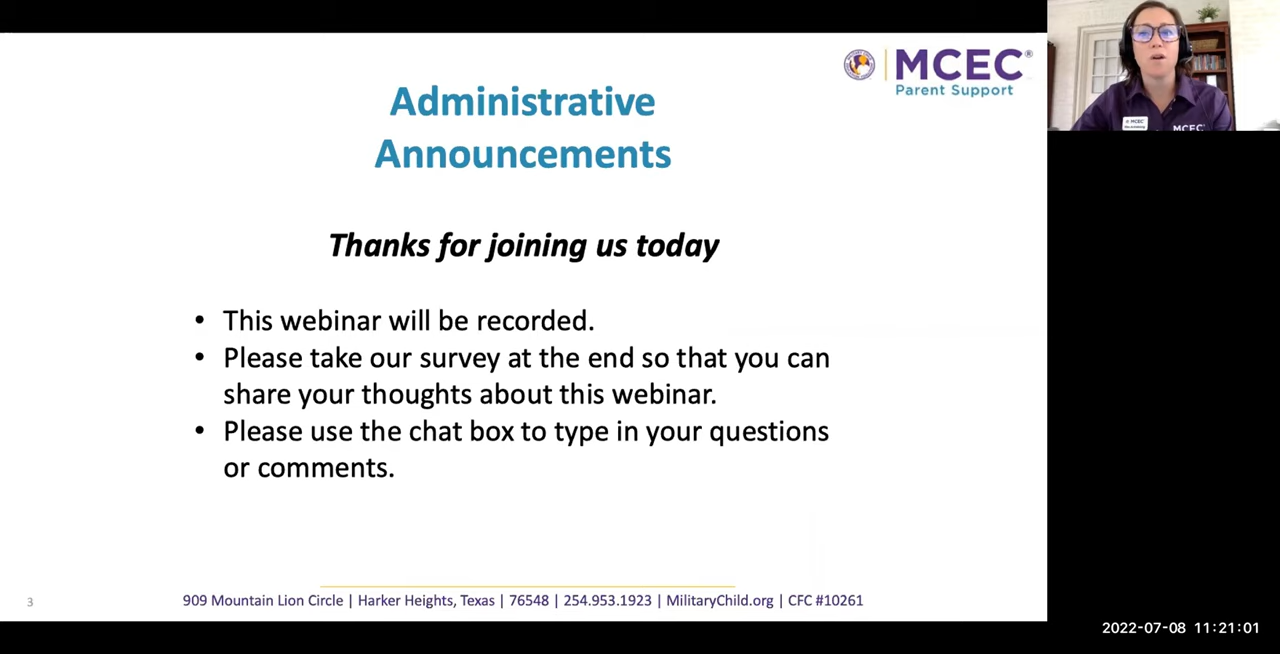 Administrative
Announcements
MCEC®
Parent Support
Thanks for joining us today
• This webinar will be recorded.
• Please take our survey at the end so that you can
share your thoughts about this webinar.
• Please use the chat box to type in your questions
or comments.
3
909 Mountain Lion Circle | Harker Heights, Texas | 76548 | 254.953.1923 | MilitaryChild.org | CFC #10261
MCEC
MCEC
2022-07-08 11:21:01